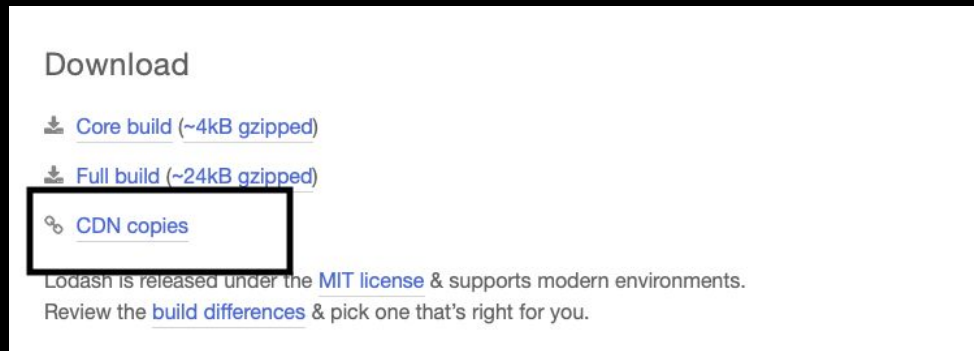 Download
Core build (~4kB gzipped)
Full build (~24kB gzipped)
CDN copies
Lodash is released under the MIT license & supports modern environments.
Review the build differences & pick one that's right for you.